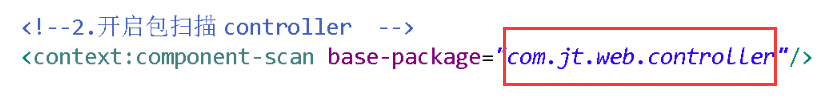 <!--2.开启包扫描 controller  -->
<context:component-scan base-package="com.jt.web.controller"/>